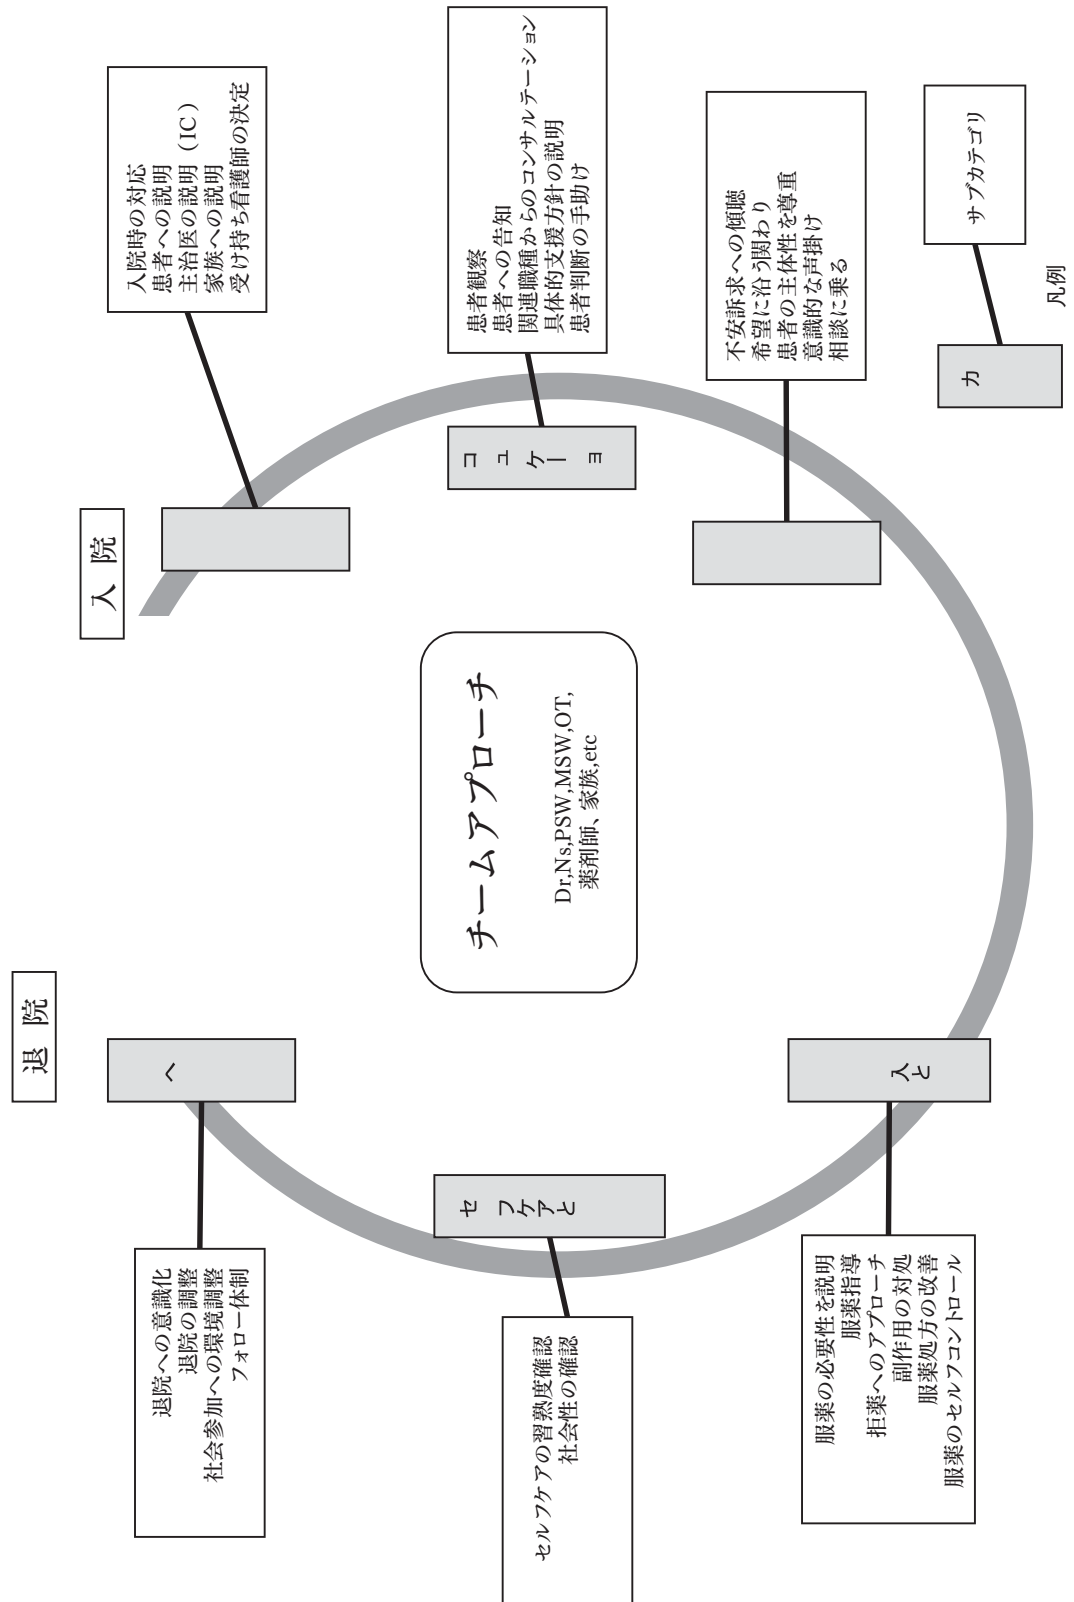 入院
入院時の対応
患者への説明
主治医の説明（IC）
家族への説明
受け持ち看護師の決定
コュケーョ
患者観察
患者への告知
関連職種からのコンサルテーション
具体的支援方針の説明
患者判断の手助け
不安訴求への傾聴
希望に沿う関わり
患者の主体性を尊重
意識的な声掛け
相談に乗る
チームアプローチ
Dr,Ns,PSW,MSW,OT,
薬剤師、家族,etc
入と
服薬の必要性を説明
服薬指導
拒薬へのアプローチ
副作用の対処
服薬処方の改善
服薬のセルフコントロール
セフケアと
セルフケアの習熟度確認
社会性の確認
退院
へ
退院への意識化
退院の調整
社会参加への環境調整
フォロー体制
カ
サブカテゴリ
凡例